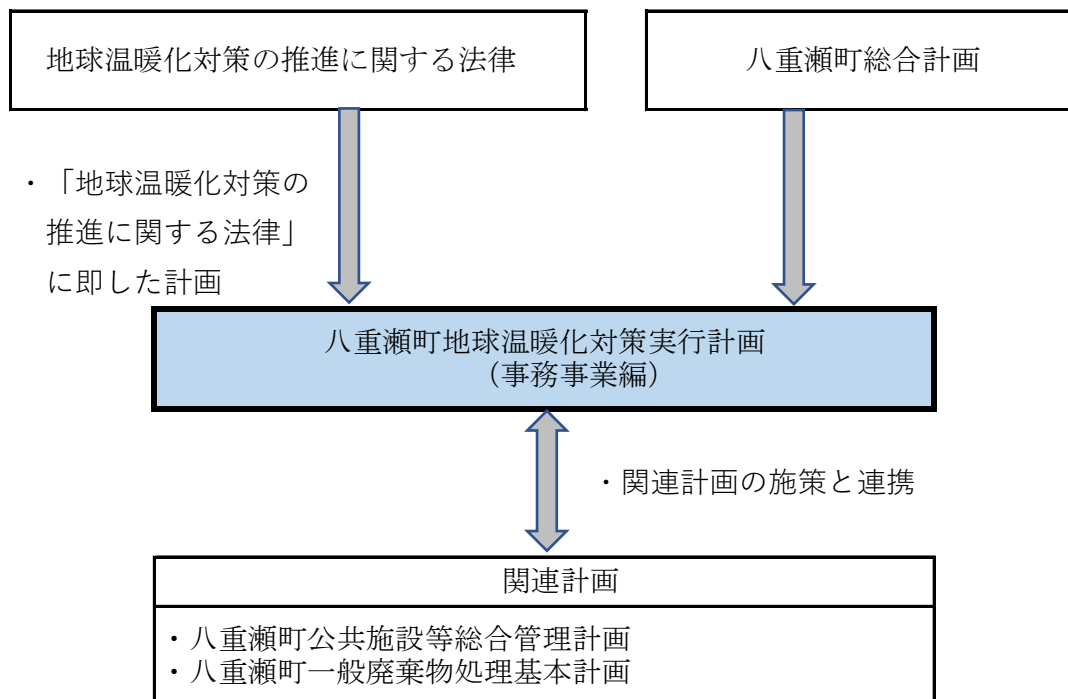 地球温暖化対策の推進に関する法律
八重瀬町総合計画
・「地球温暖化対策の
推進に関する法律」
に即した計画
八重瀬町地球温暖化対策実行計画
（事務事業編）
・関連計画の施策と連携
関連計画
・八重瀬町公共施設等総合管理計画
・八重瀬町一般廃棄物処理基本計画